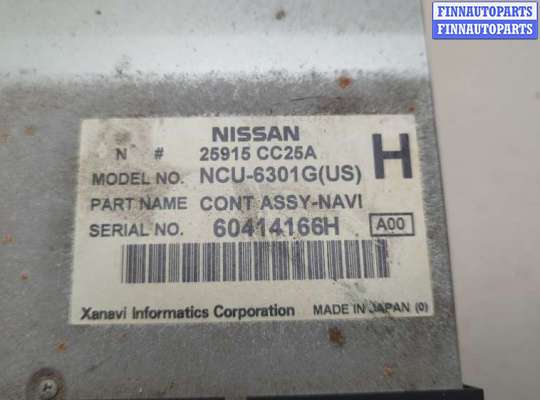 FINNAUTOPARTS
FINNAUTOPARTS
NISSAN
N # 25915 CC25A H
MODEL NO. NCU-6301G(US)
PART NAME CONT ASSY-NAVI
SERIAL NO. 60414166H A00
Xanavi Informatics Corporation MADE IN JAPAN (0)